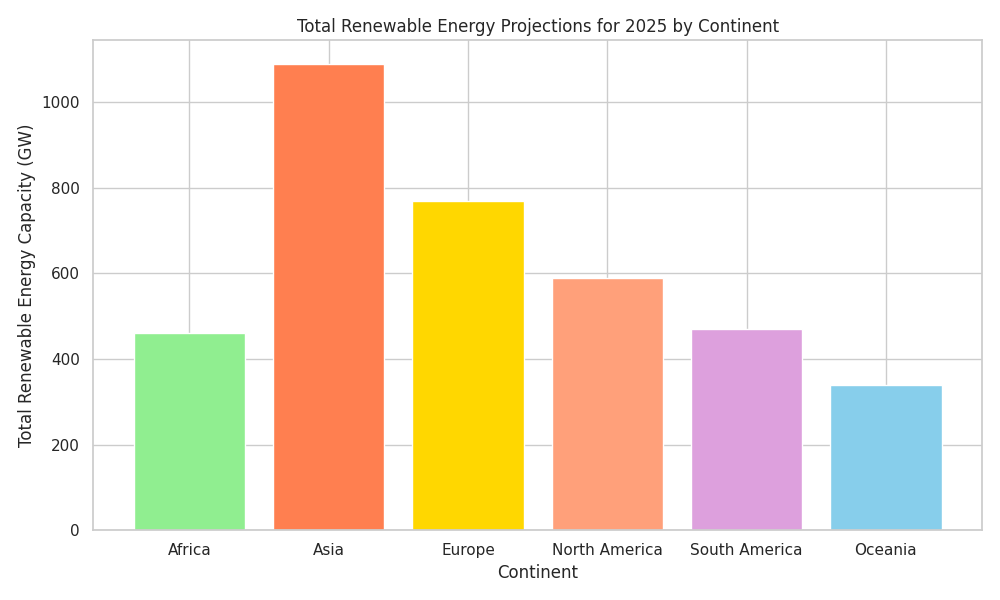 Total Renewable Energy Projections for 2025 by Continent
Total Renewable Energy Capacity (GW)
1000
800
600
400
200
0
Africa
Asia
Europe
North America
South America
Oceania
Continent